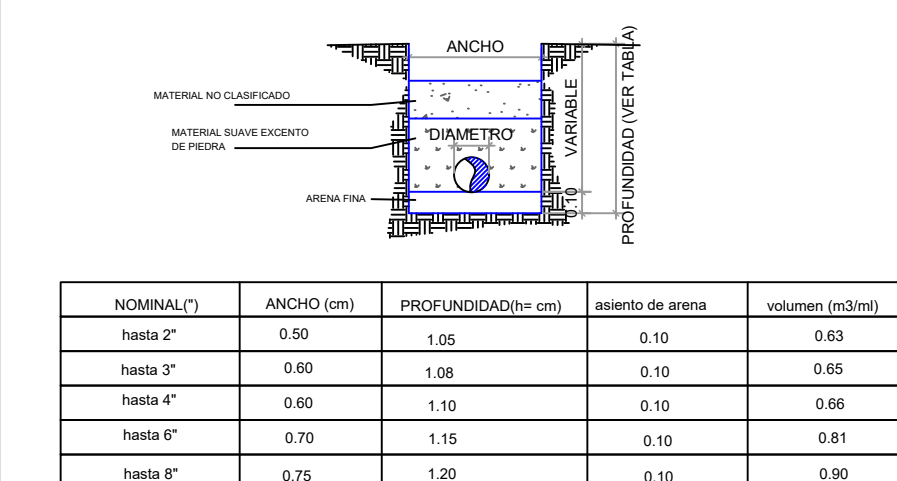 ANCHO
MATERIAL NO CLASIFICADO
MATERIAL SUAVE EXCENTO
DE PIEDRA
DIAMETRO
ARENA FINA
VARIABLE
0.10
PROFUNDIDAD (VER TABLA)
NOMINAL(") ANCHO (cm) PROFUNDIDAD(h= cm) asiento de arena volumen (m3/ml)
hasta 2" 0.50 1.05 0.10 0.63
hasta 3" 0.60 1.08 0.10 0.65
hasta 4" 0.60 1.10 0.10 0.66
hasta 6" 0.70 1.15 0.10 0.81
hasta 8" 0.75 1.20 0.10 0.90